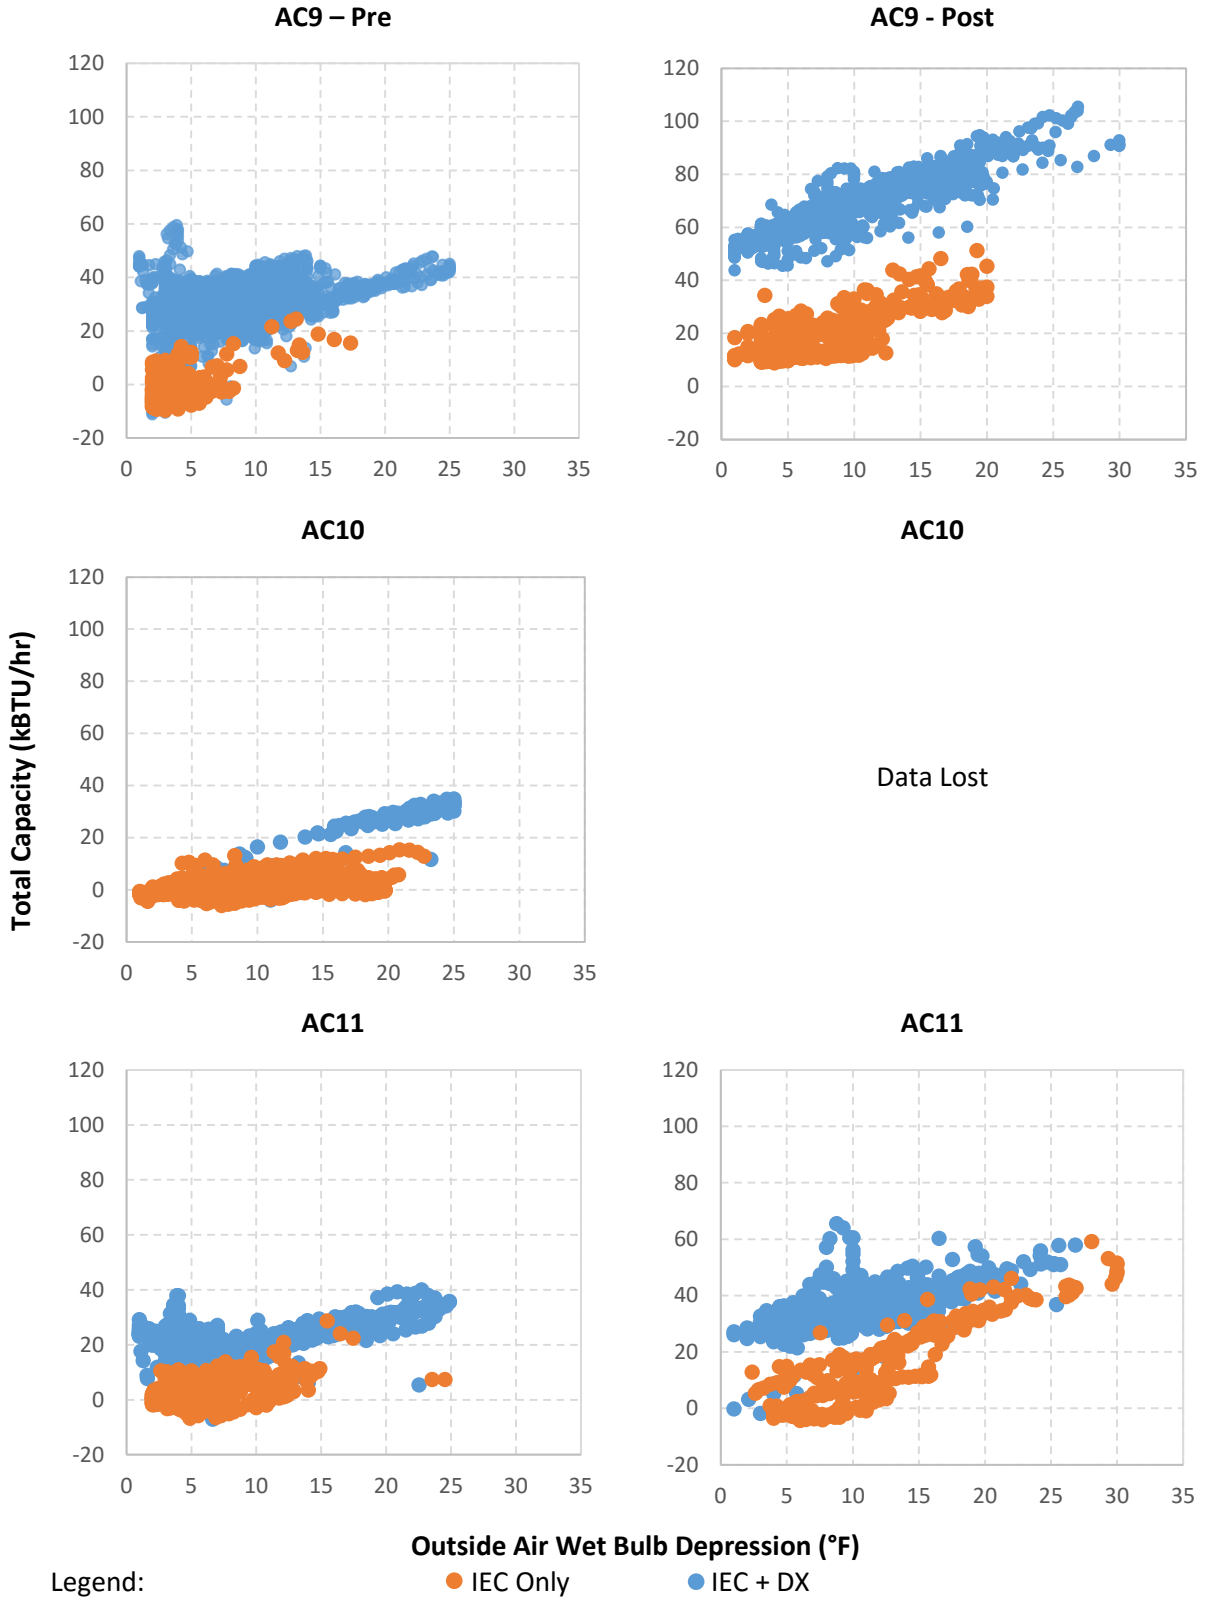 AC9 – Pre
120
100
80
60
40
20
0
-20
0 5 10 15 20 25 30 35
AC9 - Post
120
100
80
60
40
20
0
-20
0 5 10 15 20 25 30 35
Total Capacity (kBTU/hr)
AC10
120
100
80
60
40
20
0
-20
0 5 10 15 20 25 30 35
AC10
Data Lost
AC11
120
100
80
60
40
20
0
-20
0 5 10 15 20 25 30 35
AC11
120
100
80
60
40
20
0
-20
0 5 10 15 20 25 30 35
Outside Air Wet Bulb Depression (°F)
Legend: IEC Only IEC + DX